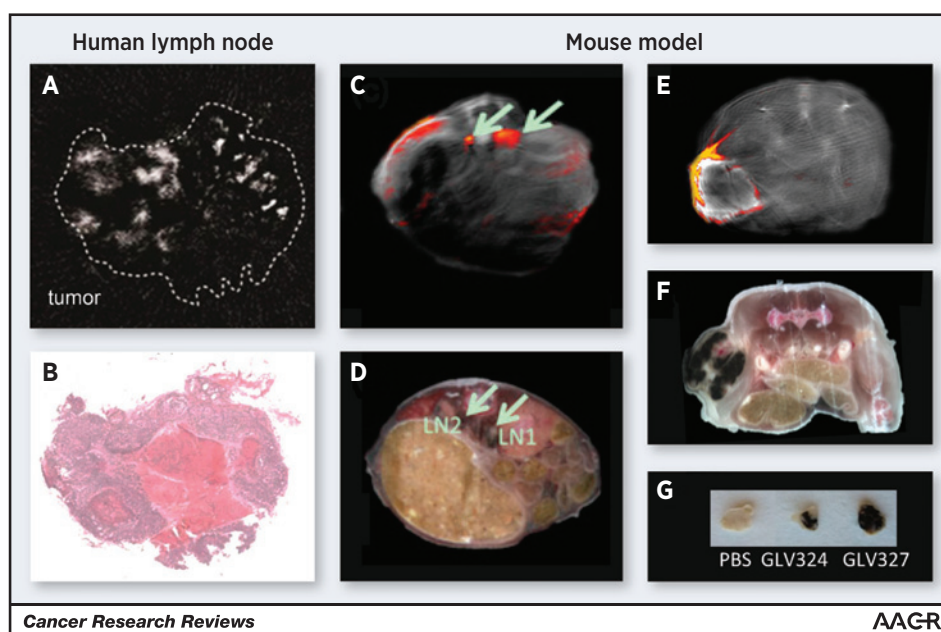 Human lymph node
Mouse model
A
tumor
B
C
D
LN2
LN1
E
F
G
PBS GLV324 GLV327
Cancer Research Reviews
AACR